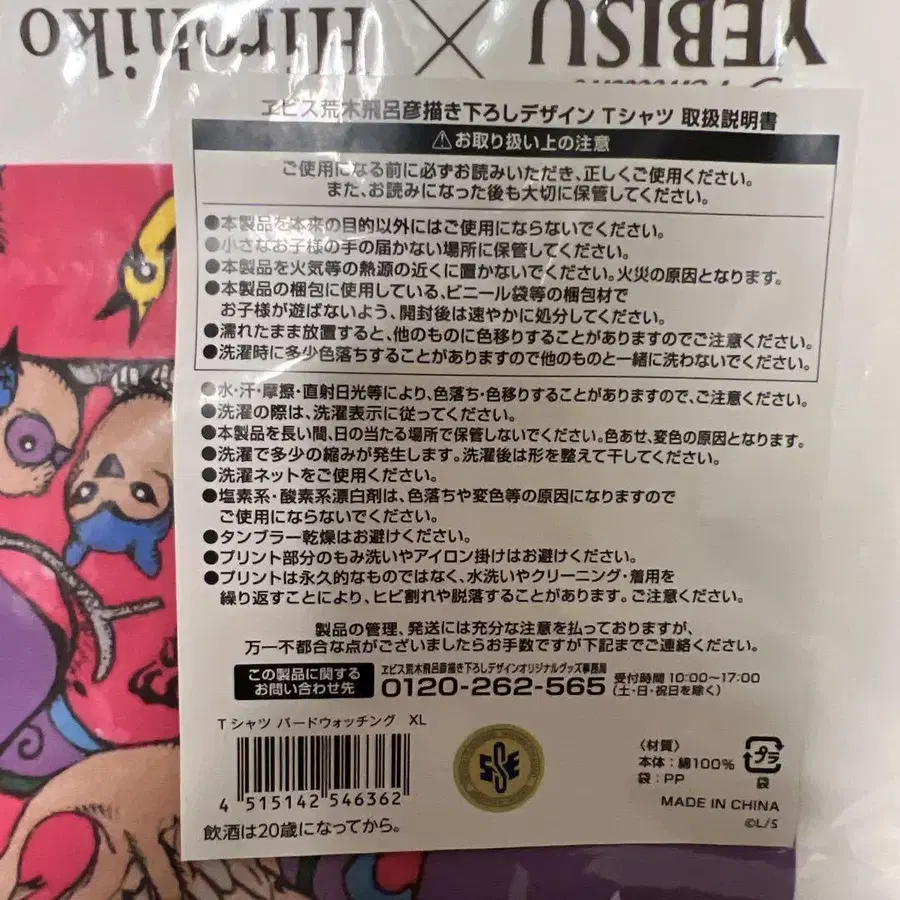 Hirohiko × YEBISU
ヱビス荒木飛呂彦描き下ろしデザイン Tシャツ 取扱説明書
⚠お取り扱い上の注意
ご使用になる前に必ずお読みいただき、正しくご使用ください。
また、お読みになった後も大切に保管してください。
●本製品を本来の目的以外にはご使用にならないでください。
●小さなお子様の手の届かない場所に保管してください。
●本製品を火気等の熱源の近くに置かないでください。火災の原因となります。
●本製品の梱包に使用している、ビニール袋等の梱包材で
お子様が遊ばないよう、開封後は速やかに処分してください。
●濡れたまま放置すると、他のものに色移りすることがありますのでご注意ください。
●洗濯時に多少色落ちすることがありますので他のものと一緒に洗わないでください。
●水・汗・摩擦・直射日光等により、色落ち・色移りすることがありますので、ご注意ください。
●洗濯の際は、洗濯表示に従ってください。
●本製品を長い間、日の当たる場所で保管しないでください。色あせ、変色の原因となります。
●洗濯で多少の縮みが発生します。洗濯後は形を整えて干してください。
●洗濯ネットをご使用ください。
●塩素系・酸素系漂白剤は、色落ちや変色等の原因になりますので
ご使用にならないでください。
●タンブラー乾燥はお避けください。
●プリント部分のもみ洗いやアイロン掛けはお避けください。
●プリントは永久的なものではなく、水洗いやクリーニング・着用を
繰り返すことにより、ヒビ割れや脱落することがあります。ご注意ください。
製品の管理、発送には充分な注意を払っておりますが、
万一不都合な点がございましたらお手数ですが下記までご連絡ください。
この製品に関する
お問い合わせ先
ヱビス荒木飛呂彦描き下ろしデザインオリジナルグッズ事務局
0120-262-565
受付時間 10:00〜17:00
(土・日・祝日を除く)
Tシャツ バードウォッチング XL
4 515142 546362
飲酒は20歳になってから。
SSE
〈材質〉
本体：綿100%
袋：PP
プラ
袋
MADE IN CHINA
©L/S